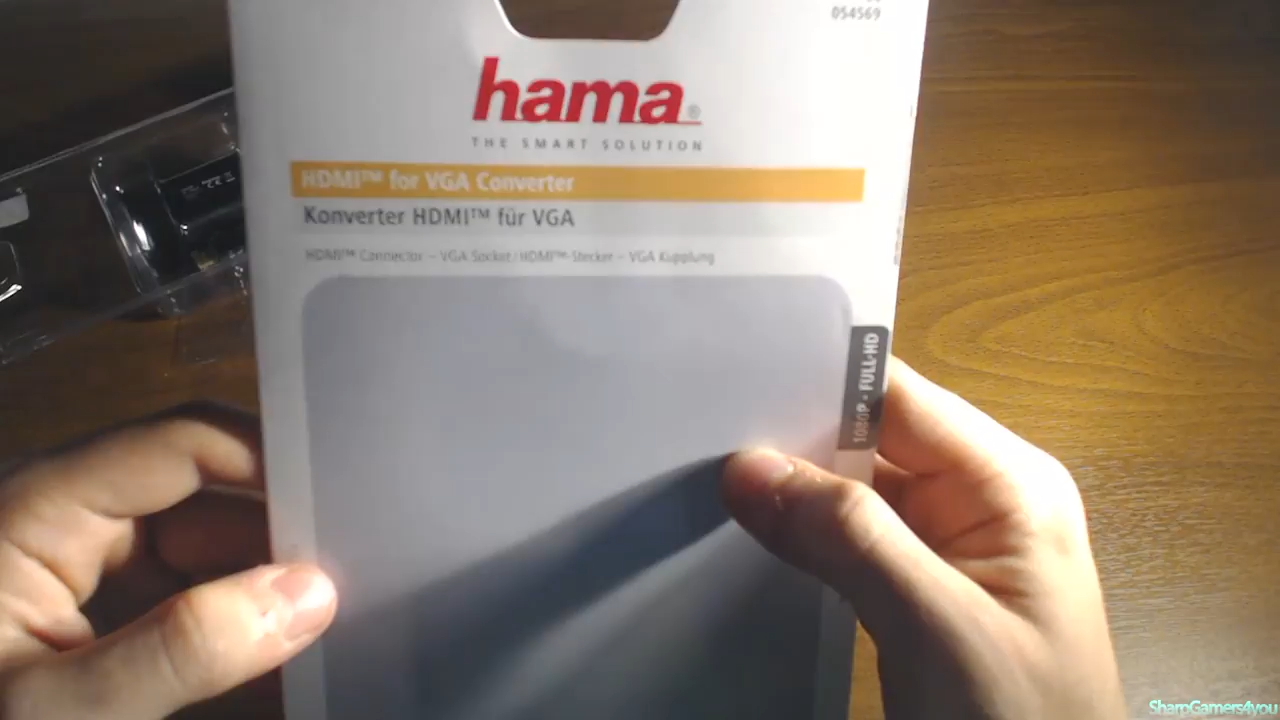 054569
hama®
THE SMART SOLUTION
HDMI™ for VGA Converter
Konverter HDMI™ für VGA
HDMI™ Connector – VGA Socket/HDMI™-Stecker – VGA Kupplung
1080P • FULL-HD
SharpGamers4you